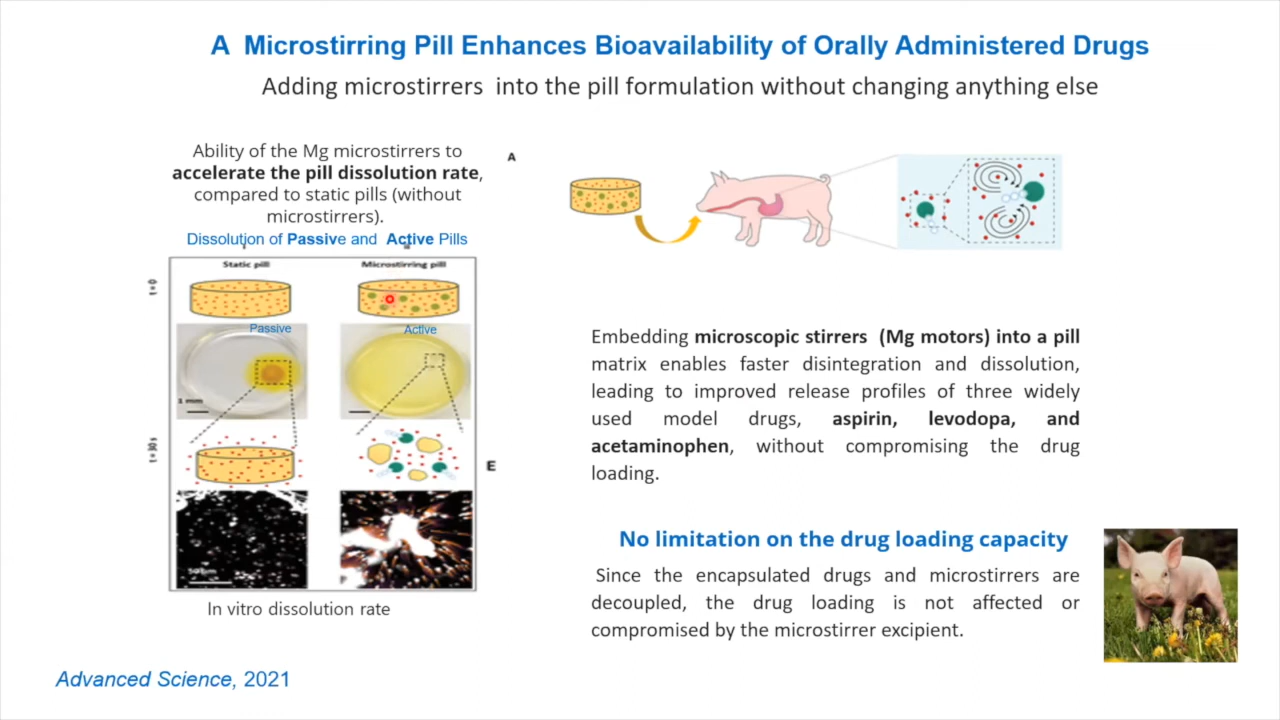 A Microstirring Pill Enhances Bioavailability of Orally Administered Drugs
Adding microstirrers into the pill formulation without changing anything else
Ability of the Mg microstirrers to
accelerate the pill dissolution rate,
compared to static pills (without
microstirrers).
Dissolution of Passive and Active Pills
Static pill
Microstirring pill
t = 0
Passive
Active
1 mm
t = 30 s
In vitro dissolution rate
A
E
Embedding microscopic stirrers (Mg motors) into a pill
matrix enables faster disintegration and dissolution,
leading to improved release profiles of three widely
used model drugs, aspirin, levodopa, and
acetaminophen, without compromising the drug
loading.
No limitation on the drug loading capacity
Since the encapsulated drugs and microstirrers are
decoupled, the drug loading is not affected or
compromised by the microstirrer excipient.
Advanced Science, 2021